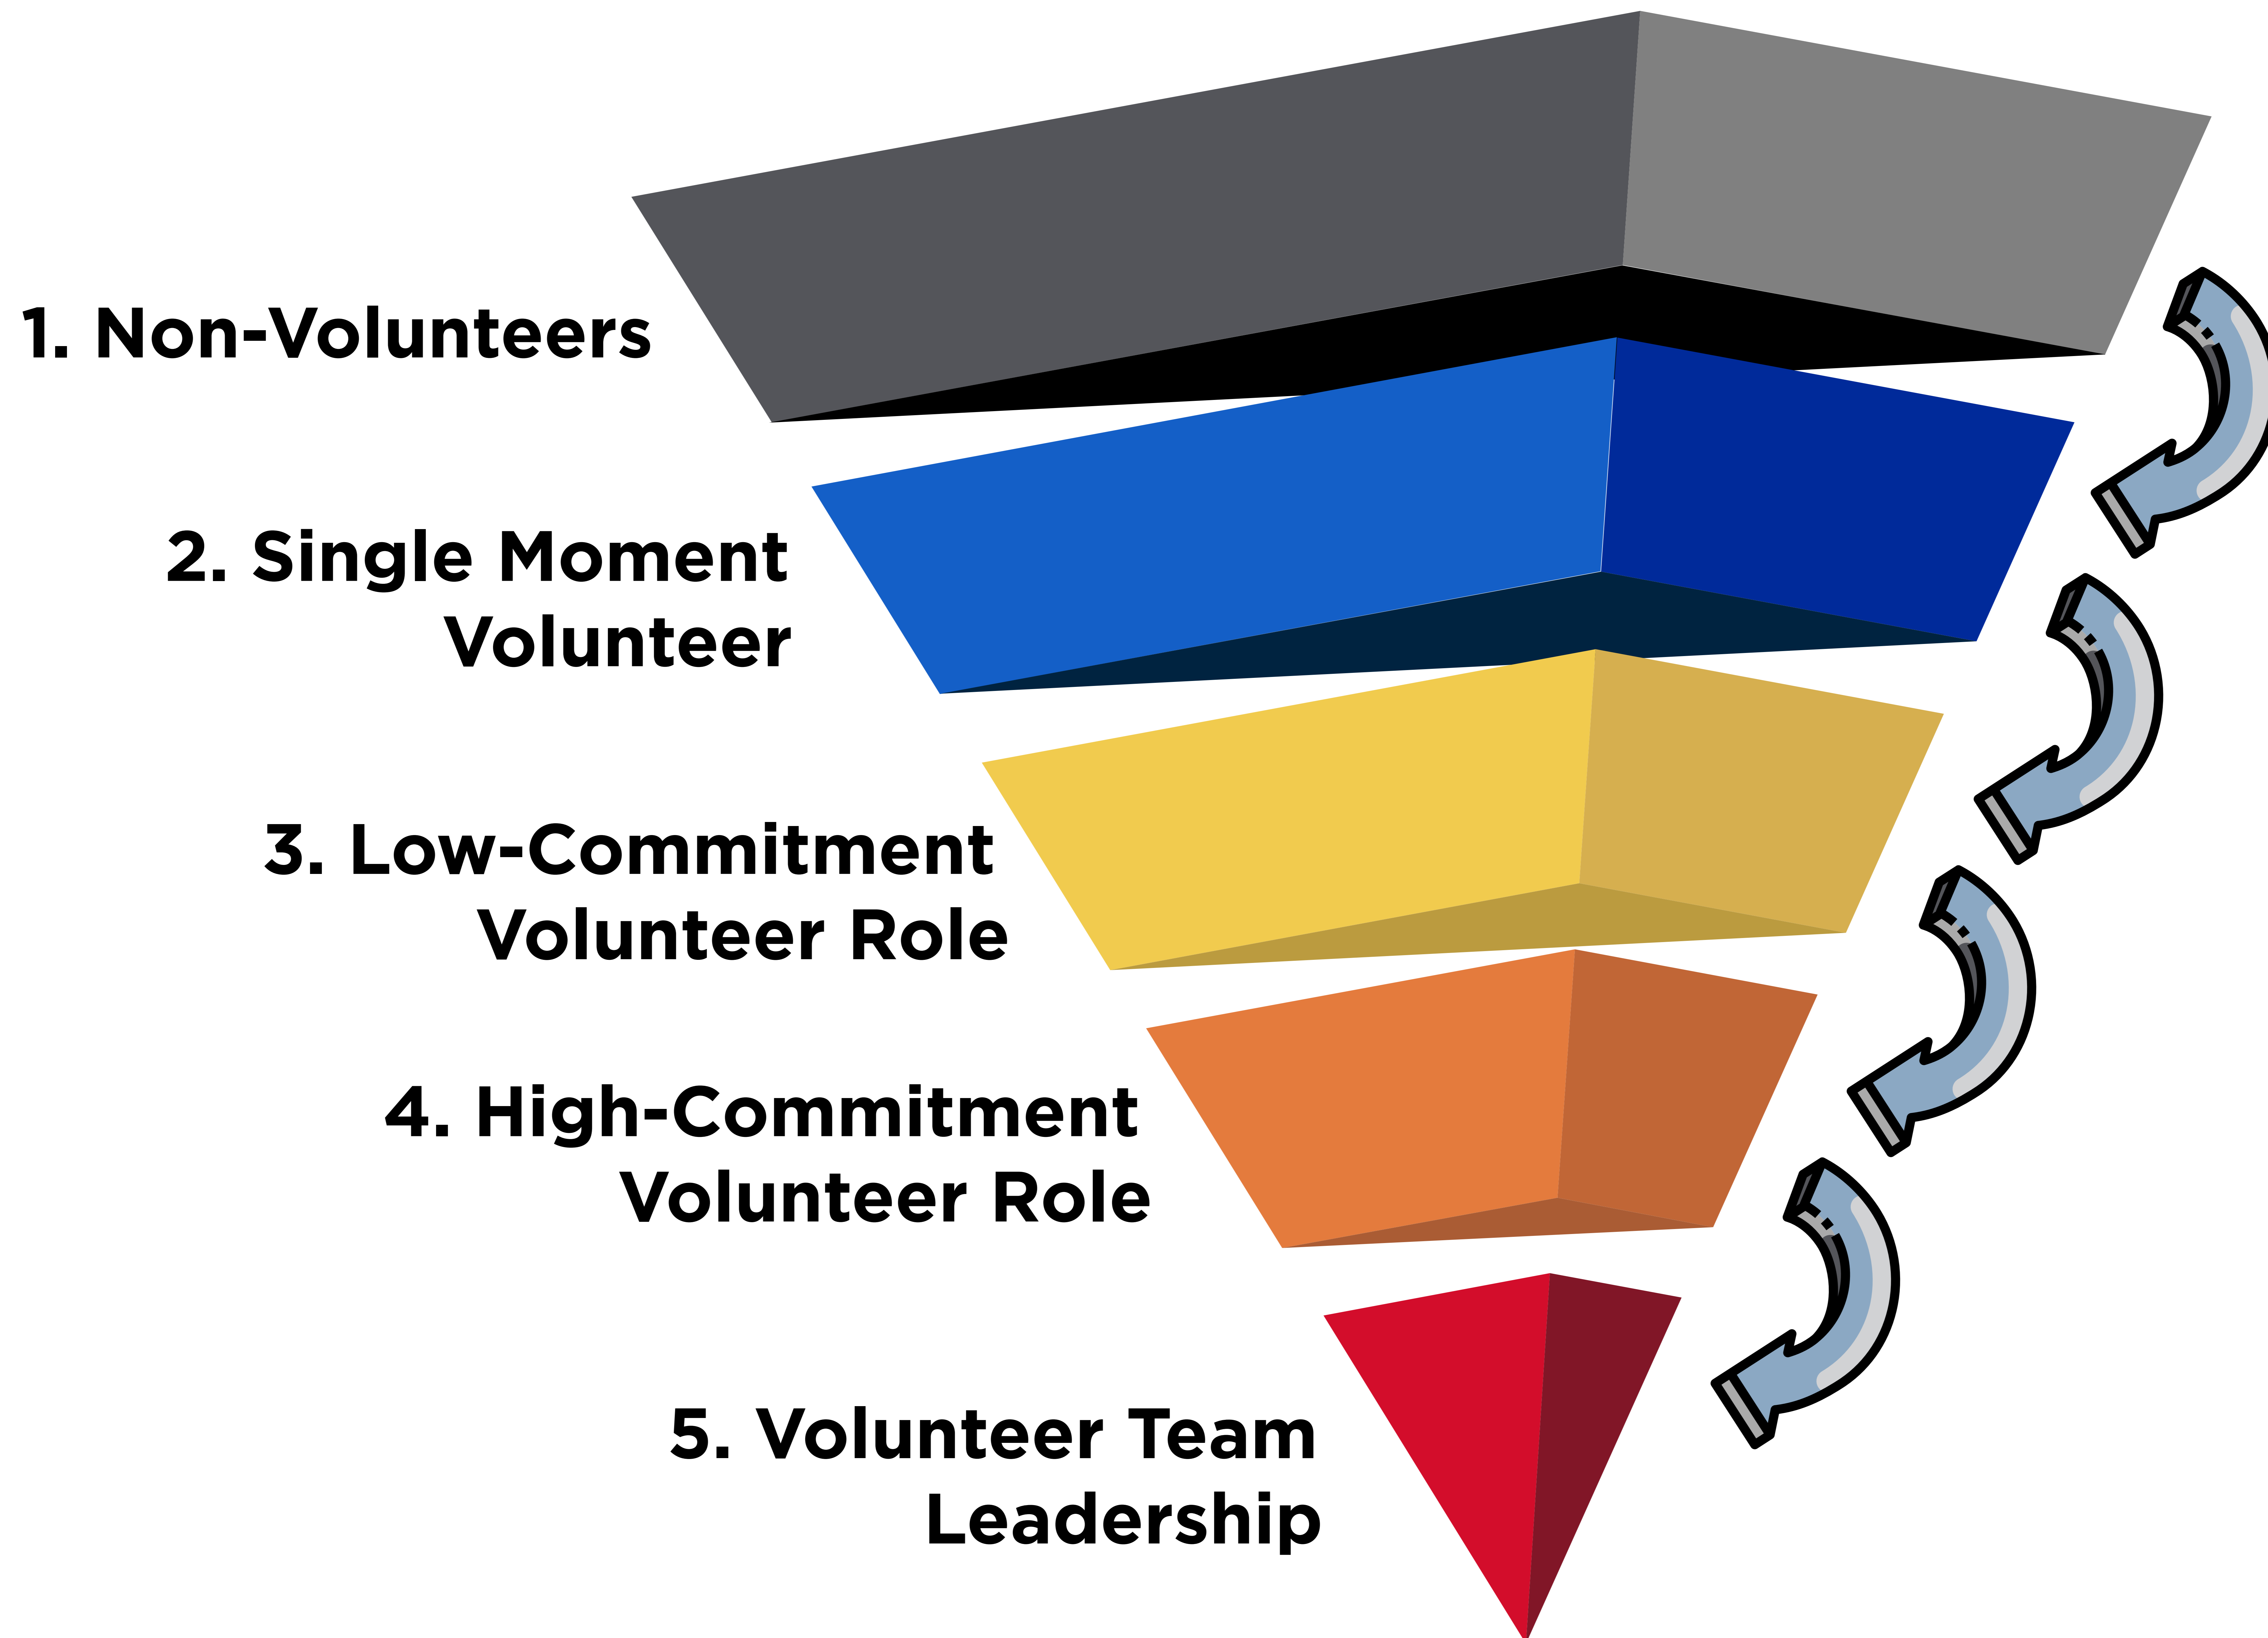 1. Non-Volunteers
2. Single Moment
Volunteer
3. Low-Commitment
Volunteer Role
4. High-Commitment
Volunteer Role
5. Volunteer Team
Leadership